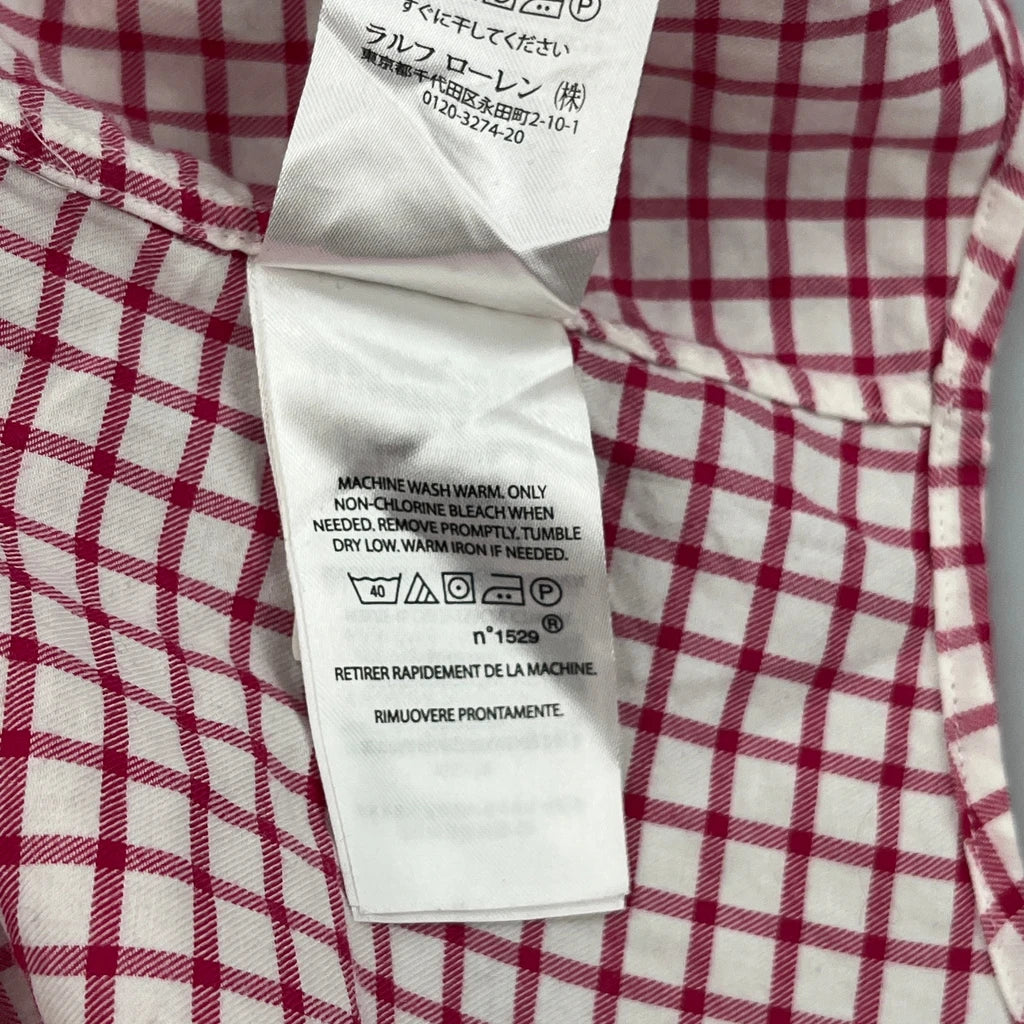 すぐに干してください
ラルフ ローレン (株)
東京都千代田区永田町2-10-1
0120-3274-20
MACHINE WASH WARM. ONLY
NON-CHLORINE BLEACH WHEN
NEEDED. REMOVE PROMPTLY. TUMBLE
DRY LOW. WARM IRON IF NEEDED.
40 P
n°1529®
RETIRER RAPIDEMENT DE LA MACHINE.
RIMUOVERE PRONTAMENTE.